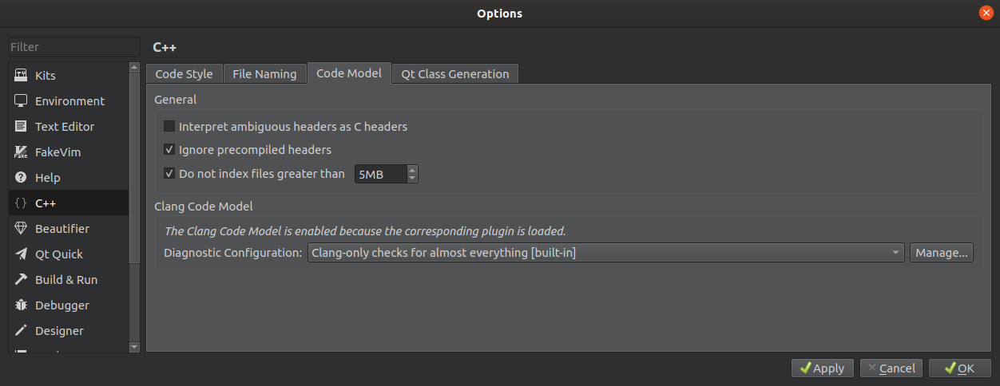 Options
Filter
Kits
Environment
Text Editor
Fake
FakeVim
Help
{} C++
Beautifier
Qt Quick
Build & Run
Debugger
Designer
C++
Code Style
File Naming
Code Model
Qt Class Generation
General
Interpret ambiguous headers as C headers
Ignore precompiled headers
Do not index files greater than 5MB
Clang Code Model
The Clang Code Model is enabled because the corresponding plugin is loaded.
Diagnostic Configuration: Clang-only checks for almost everything [built-in] Manage...
Apply
Cancel
OK